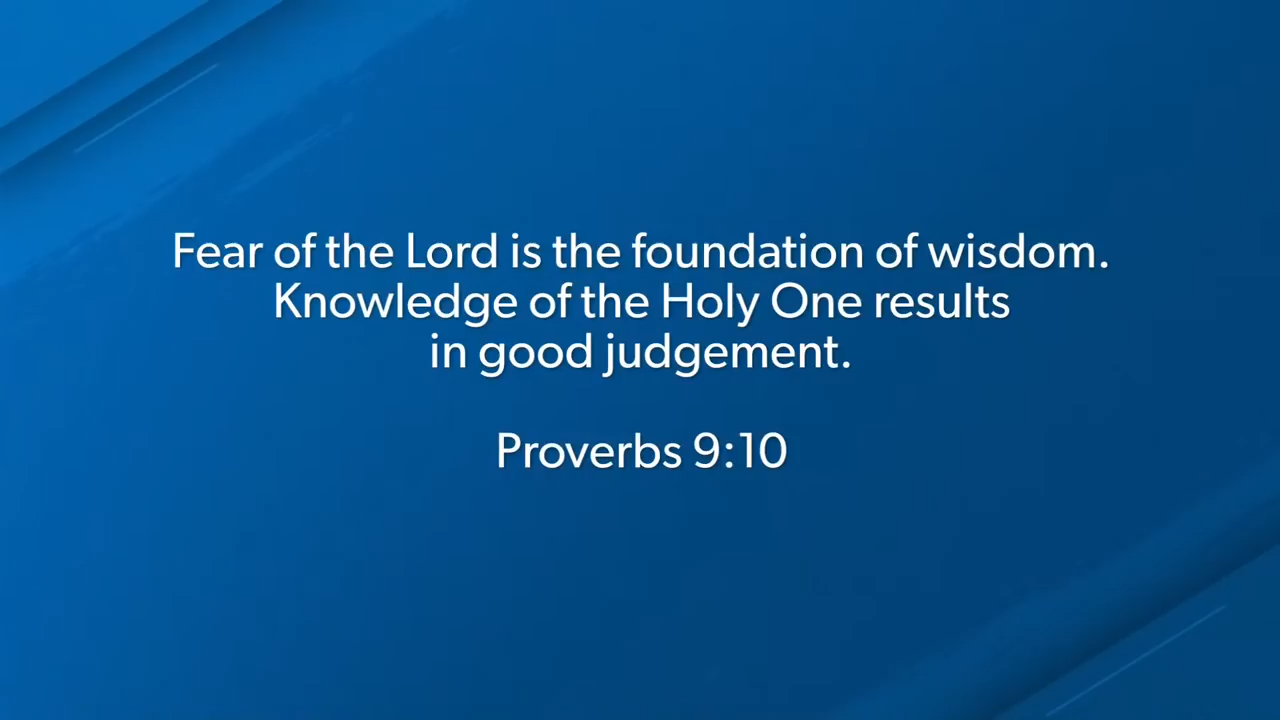 Fear of the Lord is the foundation of wisdom.
Knowledge of the Holy One results
in good judgement.
Proverbs 9:10